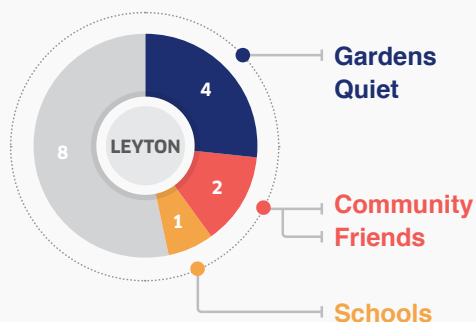 Gardens
Quiet
4
LEYTON
8
2
1
Community
Friends
Schools